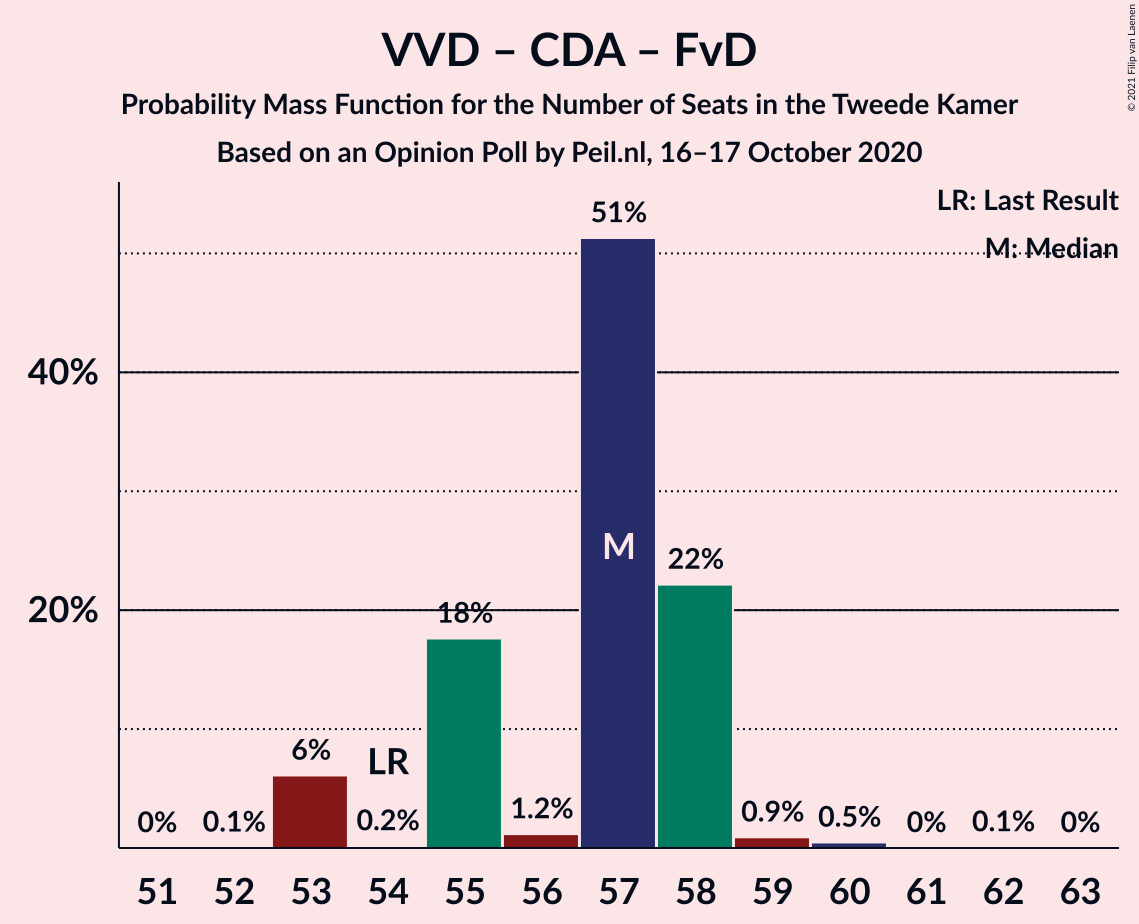 VVD – CDA – FvD
Probability Mass Function for the Number of Seats in the Tweede Kamer
Based on an Opinion Poll by Peil.nl, 16–17 October 2020
© 2021 Filip van Laenen
LR: Last Result
M: Median
51%
40%
M
22%
20%
18%
6%
LR
0%
0.1%
0.2%
1.2%
0.9%
0.5%
0%
0.1%
0%
51 52 53 54 55 56 57 58 59 60 61 62 63